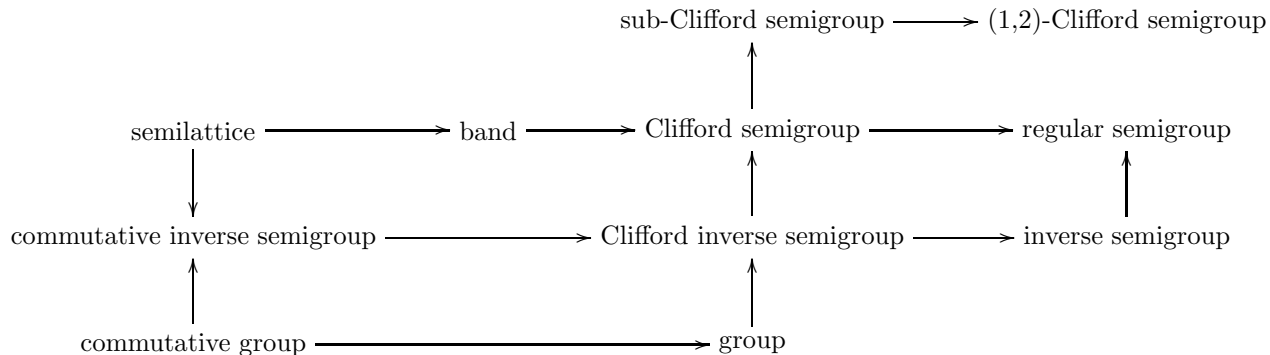 sub-Clifford semigroup (1,2)-Clifford semigroup
semilattice band Clifford semigroup regular semigroup
commutative inverse semigroup Clifford inverse semigroup inverse semigroup
commutative group group